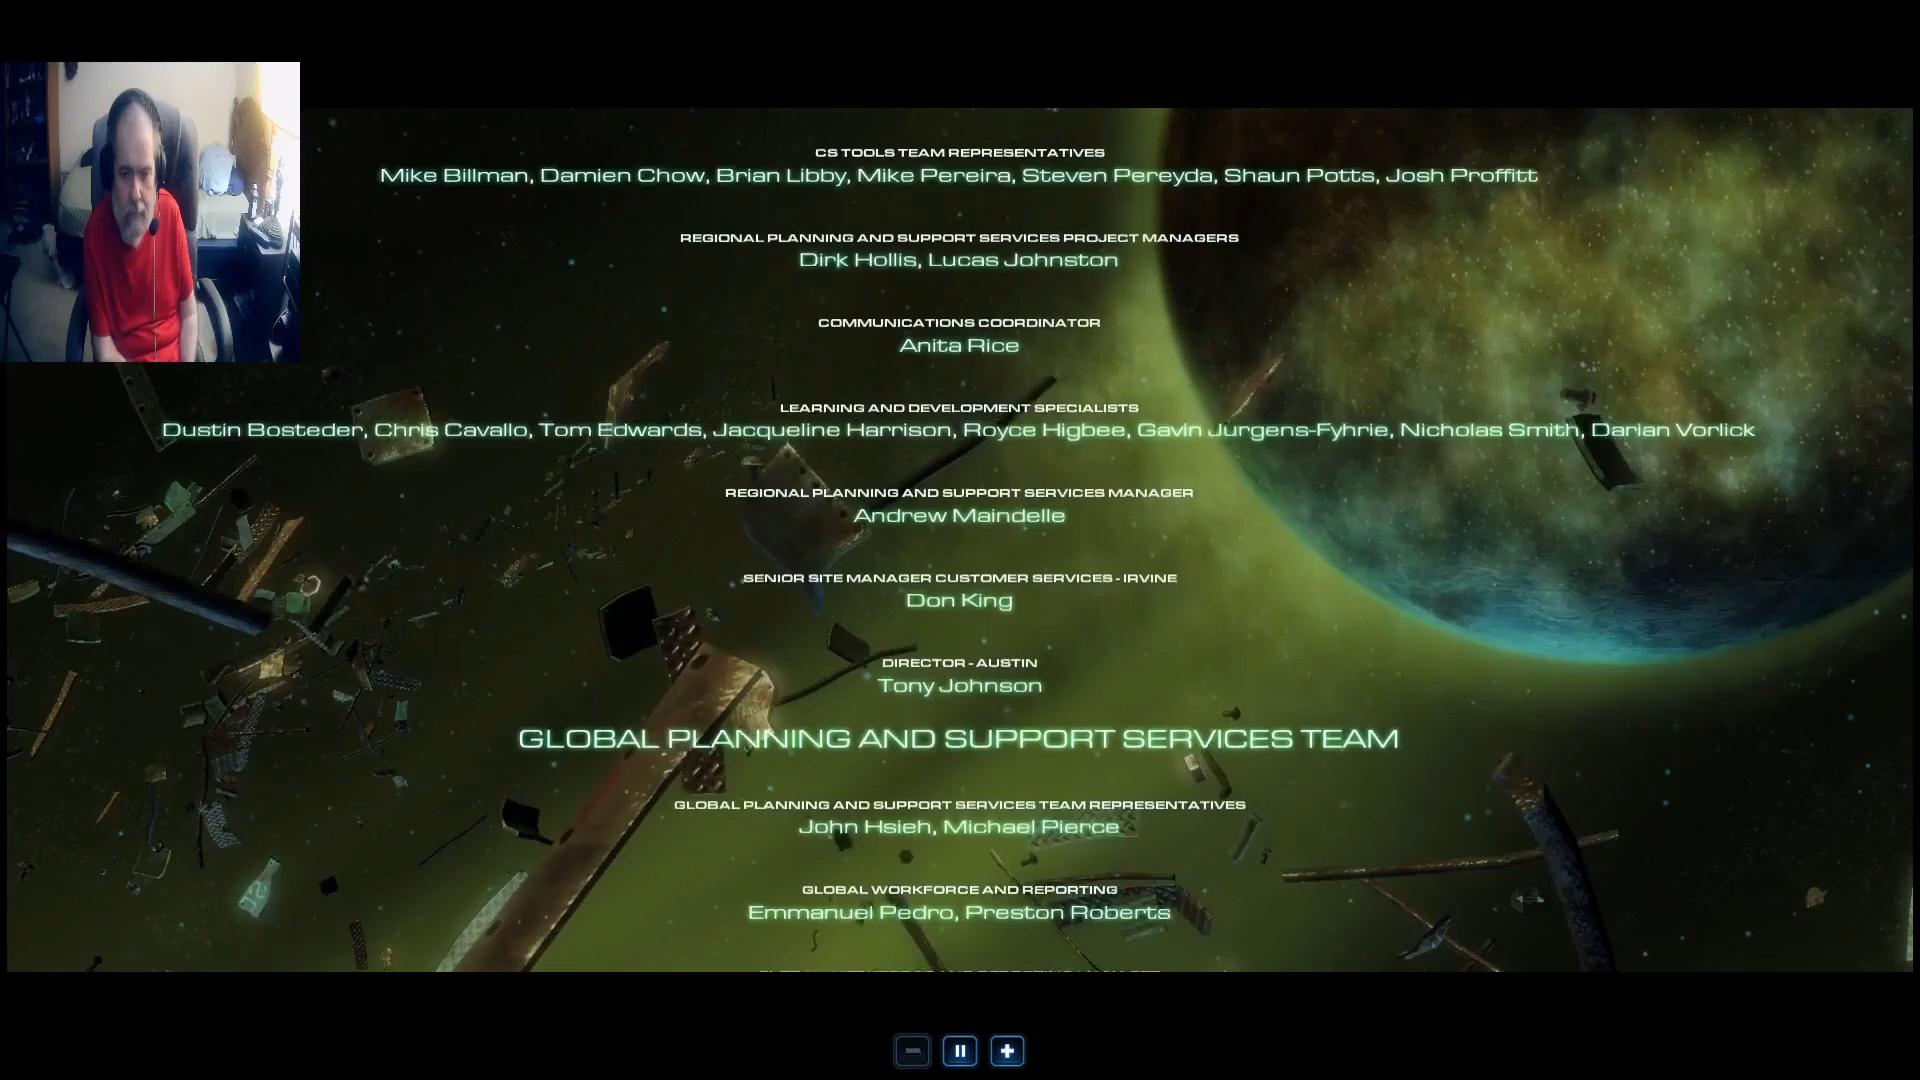 CS TOOLS TEAM REPRESENTATIVES
Mike Billman, Damien Chow, Brian Libby, Mike Pereira, Steven Pereyda, Shaun Potts, Josh Proffitt
REGIONAL PLANNING AND SUPPORT SERVICES PROJECT MANAGERS
Dirk Hollis, Lucas Johnston
COMMUNICATIONS COORDINATOR
Anita Rice
LEARNING AND DEVELOPMENT SPECIALISTS
Dustin Bosteder, Chris Cavallo, Tom Edwards, Jacqueline Harrison, Royce Higbee, Gavin Jurgens-Fyhrie, Nicholas Smith, Darian Vorlick
REGIONAL PLANNING AND SUPPORT SERVICES MANAGER
Andrew Maindelle
SENIOR SITE MANAGER CUSTOMER SERVICES - IRVINE
Don King
DIRECTOR - AUSTIN
Tony Johnson
GLOBAL PLANNING AND SUPPORT SERVICES TEAM
GLOBAL PLANNING AND SUPPORT SERVICES TEAM REPRESENTATIVES
John Hsieh, Michael Pierce
GLOBAL WORKFORCE AND REPORTING
Emmanuel Pedro, Preston Roberts